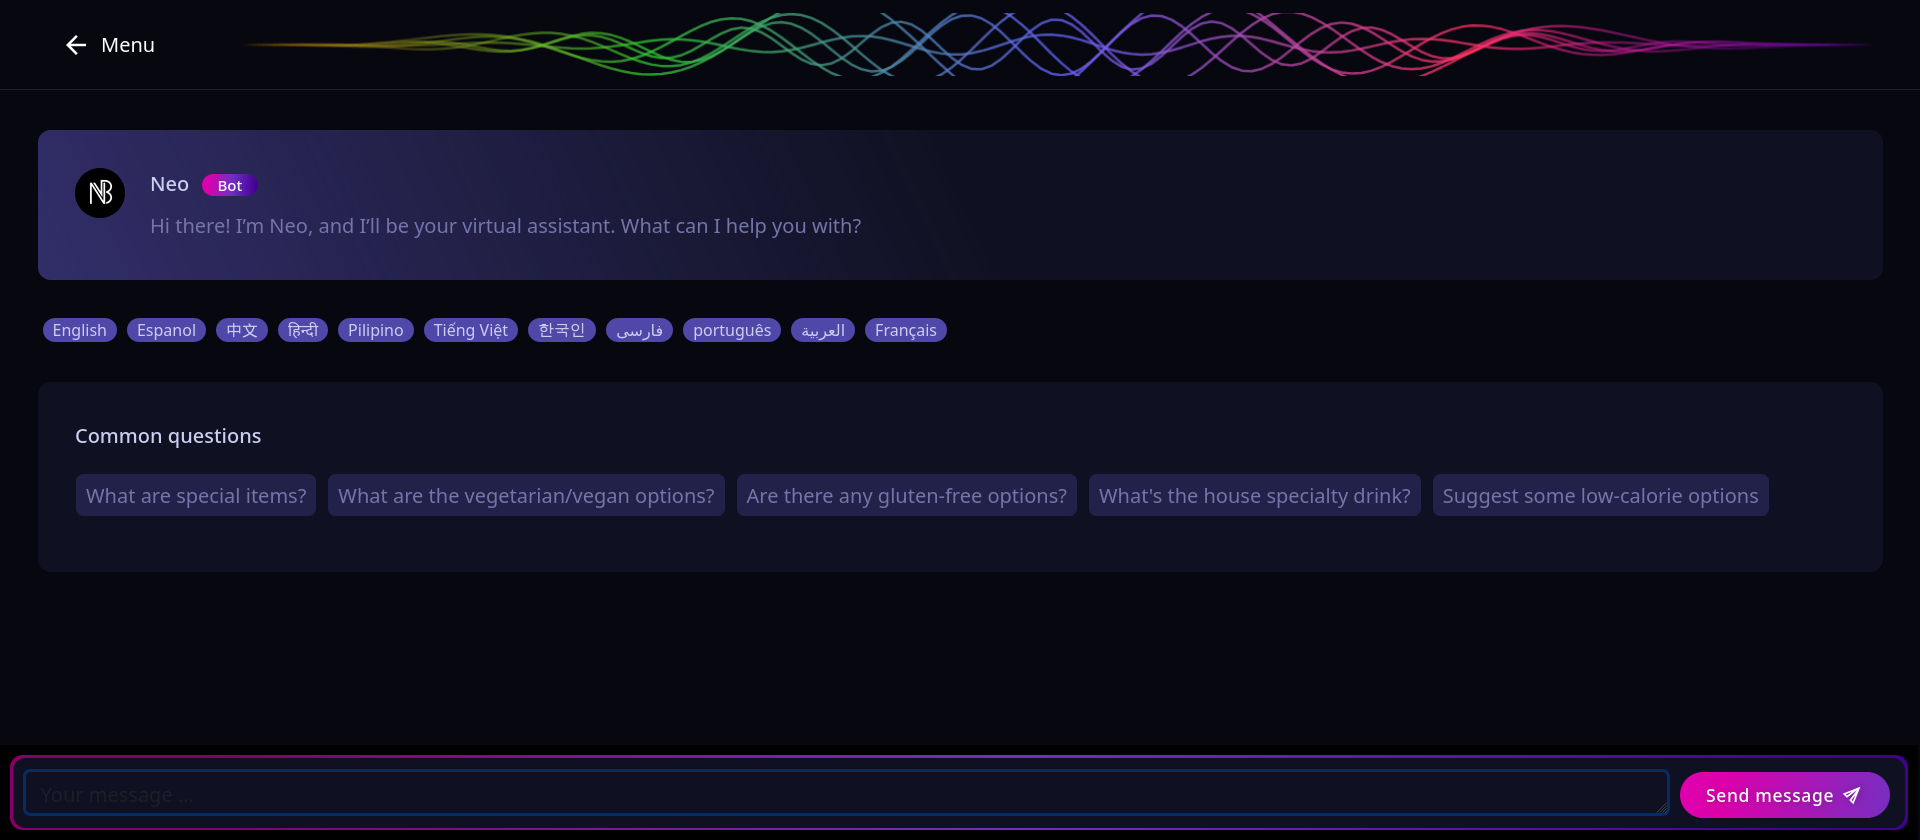 Menu
NB
Neo Bot
Hi there! I’m Neo, and I’ll be your virtual assistant. What can I help you with?
English Espanol 中文 हिन्दी Pilipino Tiếng Việt 한국인 فارسی português العربية Français
Common questions
What are special items? What are the vegetarian/vegan options? Are there any gluten-free options? What's the house specialty drink? Suggest some low-calorie options
Your message ... Send message